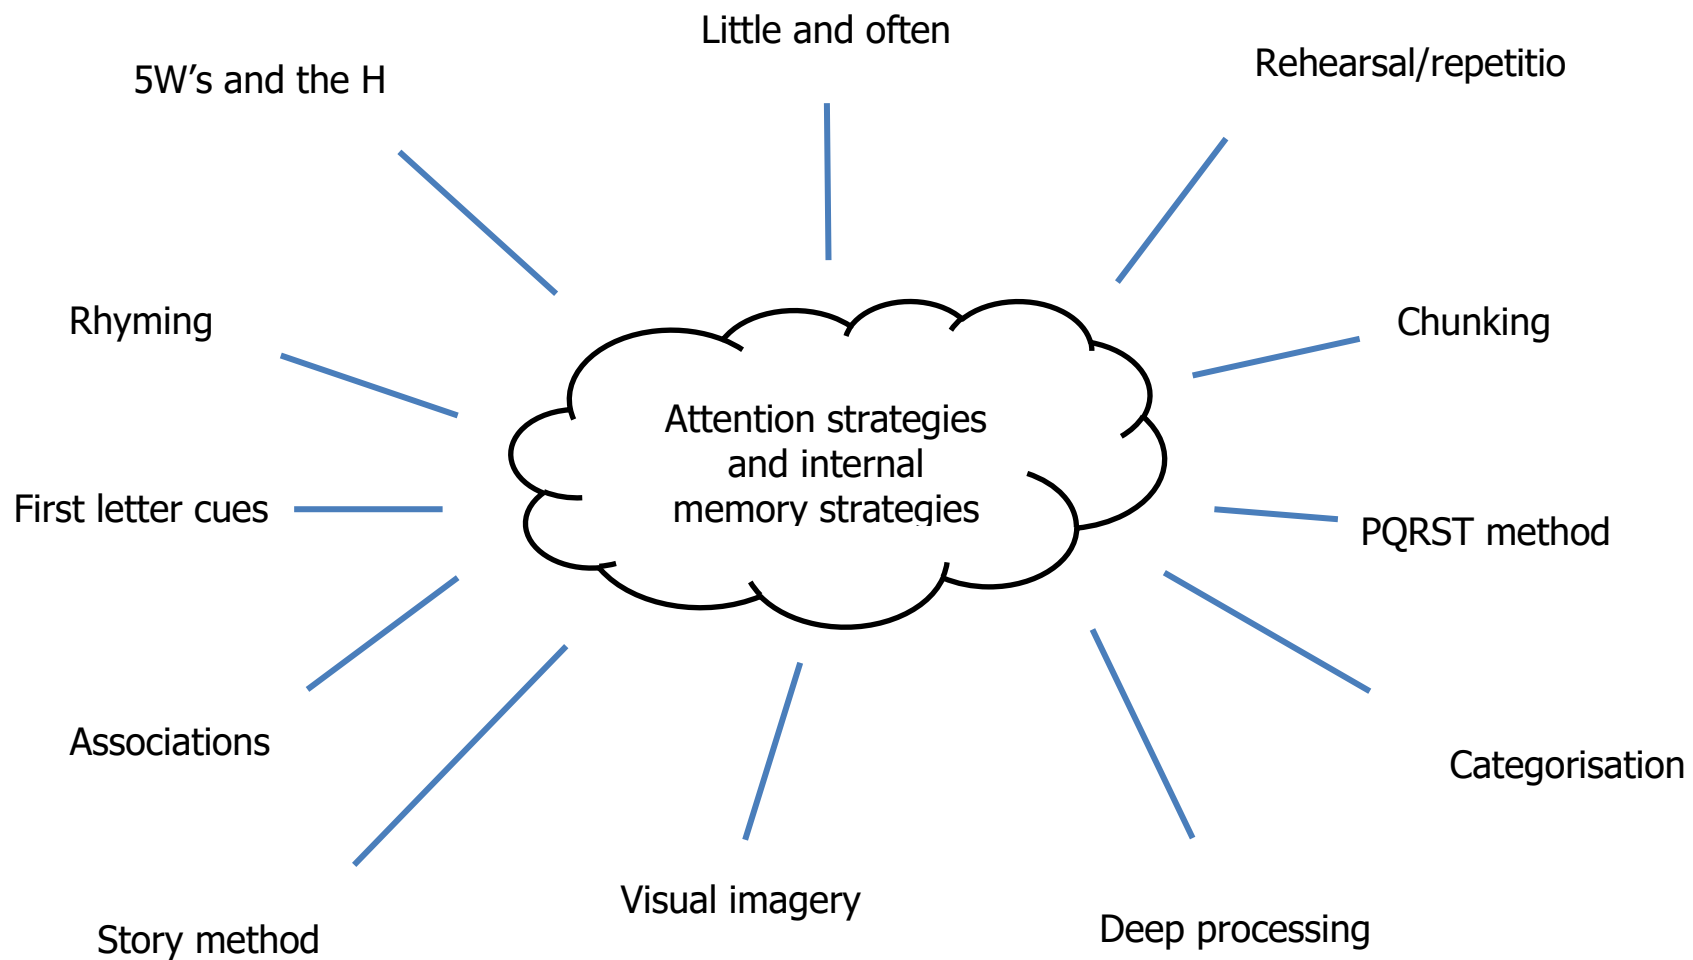 Little and often
5W’s and the H
Rehearsal/repetitio
Rhyming
Chunking
Attention strategies
and internal
memory strategies
First letter cues
PQRST method
Associations
Categorisation
Visual imagery
Deep processing
Story method